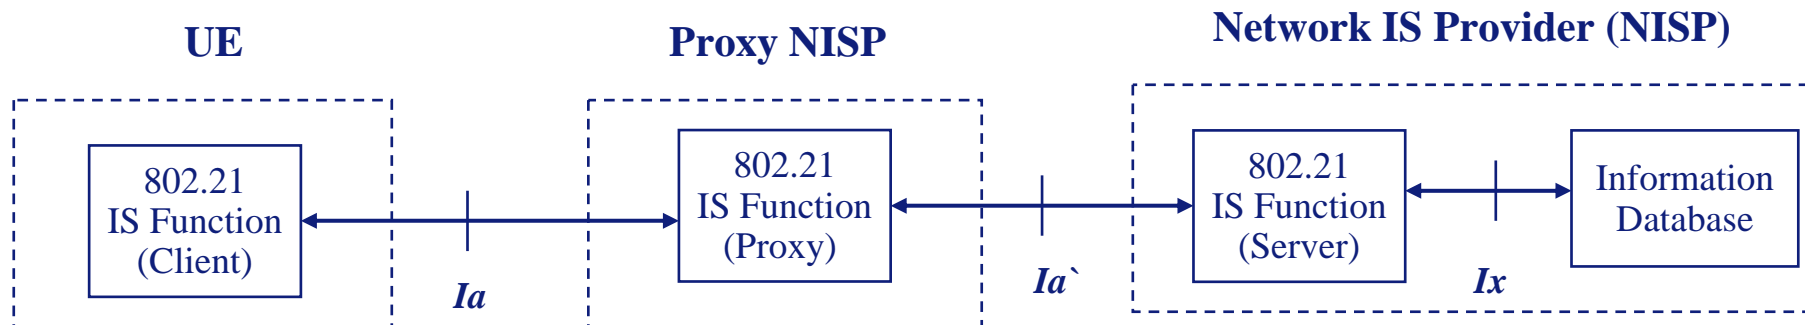 UE
Proxy NISP
Network IS Provider (NISP)
802.21
IS Function
(Client)
Ia
802.21
IS Function
(Proxy)
Ia`
802.21
IS Function
(Server)
Ix
Information
Database